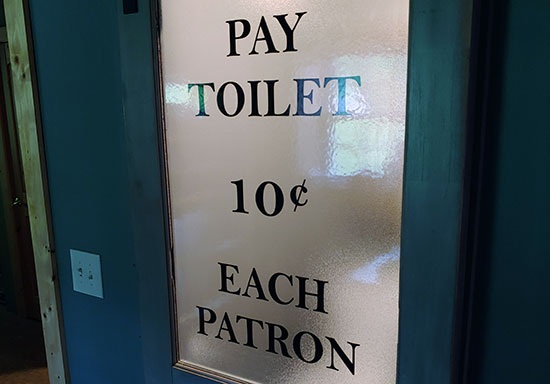 PAY
TOILET
10¢
EACH
PATRON